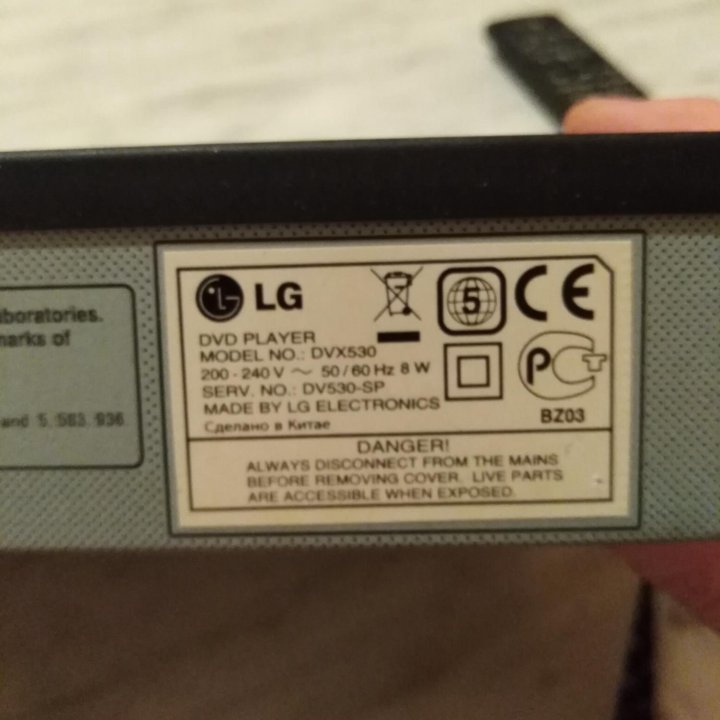 LG
5
CE
DVD PLAYER
MODEL NO.: DVX530
200 - 240 V ~ 50 / 60 Hz 8 W
SERV. NO.: DV530-SP
MADE BY LG ELECTRONICS
Сделано в Китае
РСТ
BZ03
DANGER!
ALWAYS DISCONNECT FROM THE MAINS
BEFORE REMOVING COVER. LIVE PARTS
ARE ACCESSIBLE WHEN EXPOSED.
boratories.
marks of
and 5.583.936